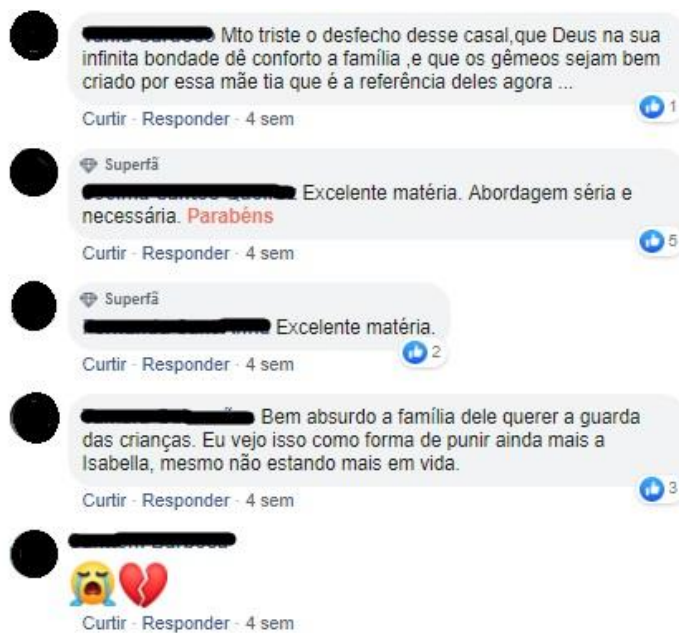 Mto triste o desfecho desse casal,que Deus na sua
infinita bondade dê conforto a família ,e que os gêmeos sejam bem
criado por essa mãe tia que é a referência deles agora ...
1
Curtir · Responder · 4 sem
Superfã
Excelente matéria. Abordagem séria e
necessária. Parabéns
5
Curtir · Responder · 4 sem
Superfã
Excelente matéria.
2
Curtir · Responder · 4 sem
Bem absurdo a família dele querer a guarda
das crianças. Eu vejo isso como forma de punir ainda mais a
Isabella, mesmo não estando mais em vida.
3
Curtir · Responder · 4 sem
Curtir · Responder · 4 sem